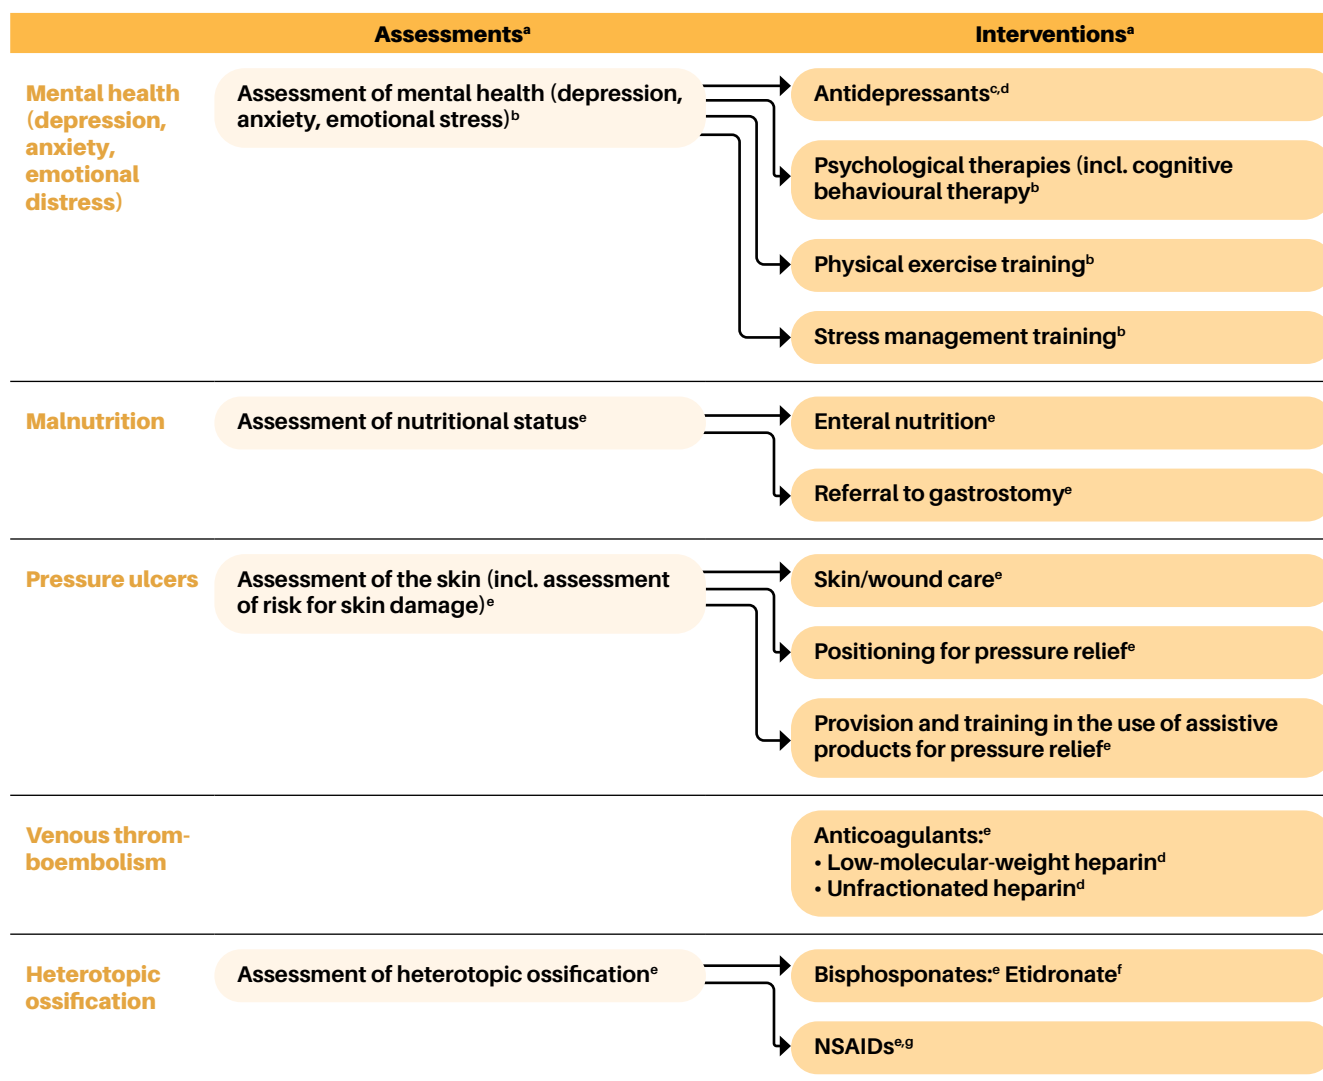 Assessmentsᵃ
Interventionsᵃ
Mental health
(depression,
anxiety,
emotional
distress)
Assessment of mental health (depression,
anxiety, emotional stress)ᵇ
Antidepressantsᶜ,ᵈ
Psychological therapies (incl. cognitive
behavioural therapyᵇ
Physical exercise trainingᵇ
Stress management trainingᵇ
Malnutrition
Assessment of nutritional statusᵉ
Enteral nutritionᵉ
Referral to gastrostomyᵉ
Pressure ulcers
Assessment of the skin (incl. assessment
of risk for skin damage)ᵉ
Skin/wound careᵉ
Positioning for pressure reliefᵉ
Provision and training in the use of assistive
products for pressure reliefᵉ
Venous throm-
boembolism
Anticoagulants:ᵉ
• Low-molecular-weight heparinᵈ
• Unfractionated heparinᵈ
Heterotopic
ossification
Assessment of heterotopic ossificationᵉ
Bisphosponates:ᵉ Etidronateᶠ
NSAIDsᵉ,ᵍ